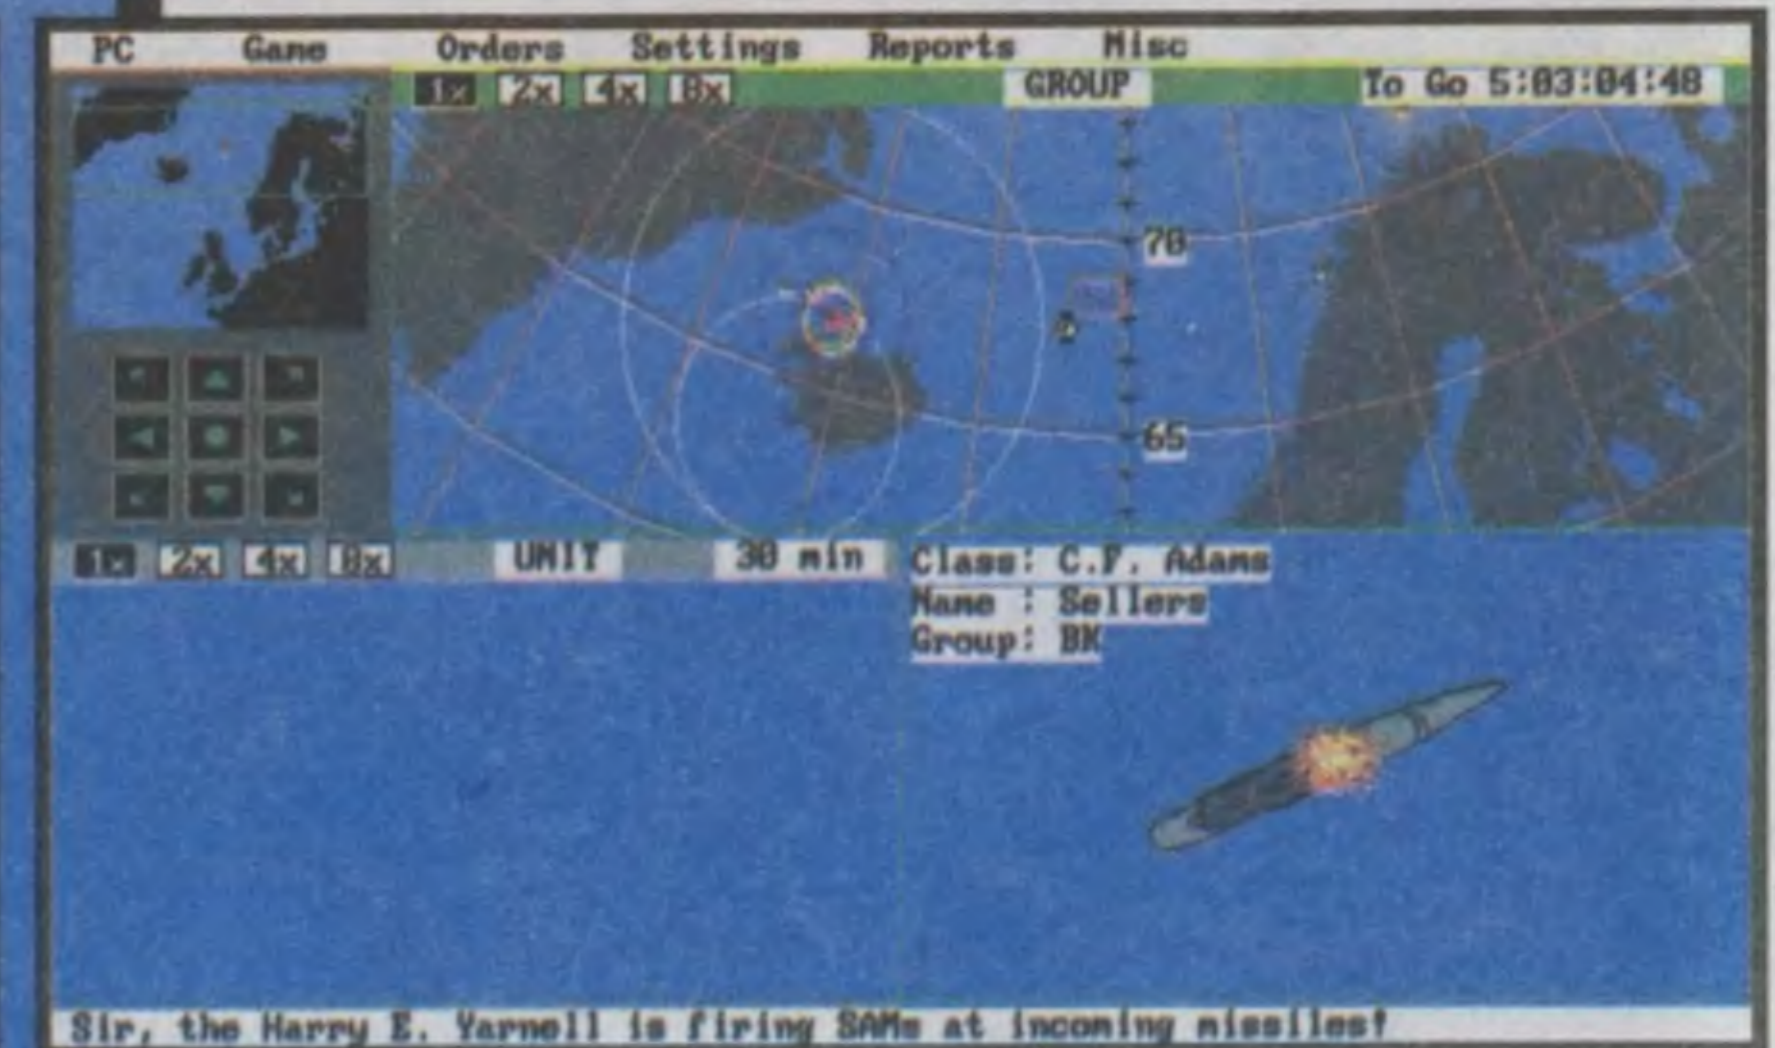 PC Game Orders Settings Reports Misc
1x 2x 4x 8x GROUP To Go 5:03:04:48
70
65
1x 2x 4x 8x UNIT 30 min
Class: C.F. Adams
Name : Sellers
Group: BK
Sir, the Harry E. Yarnell is firing SAMs at incoming missiles!